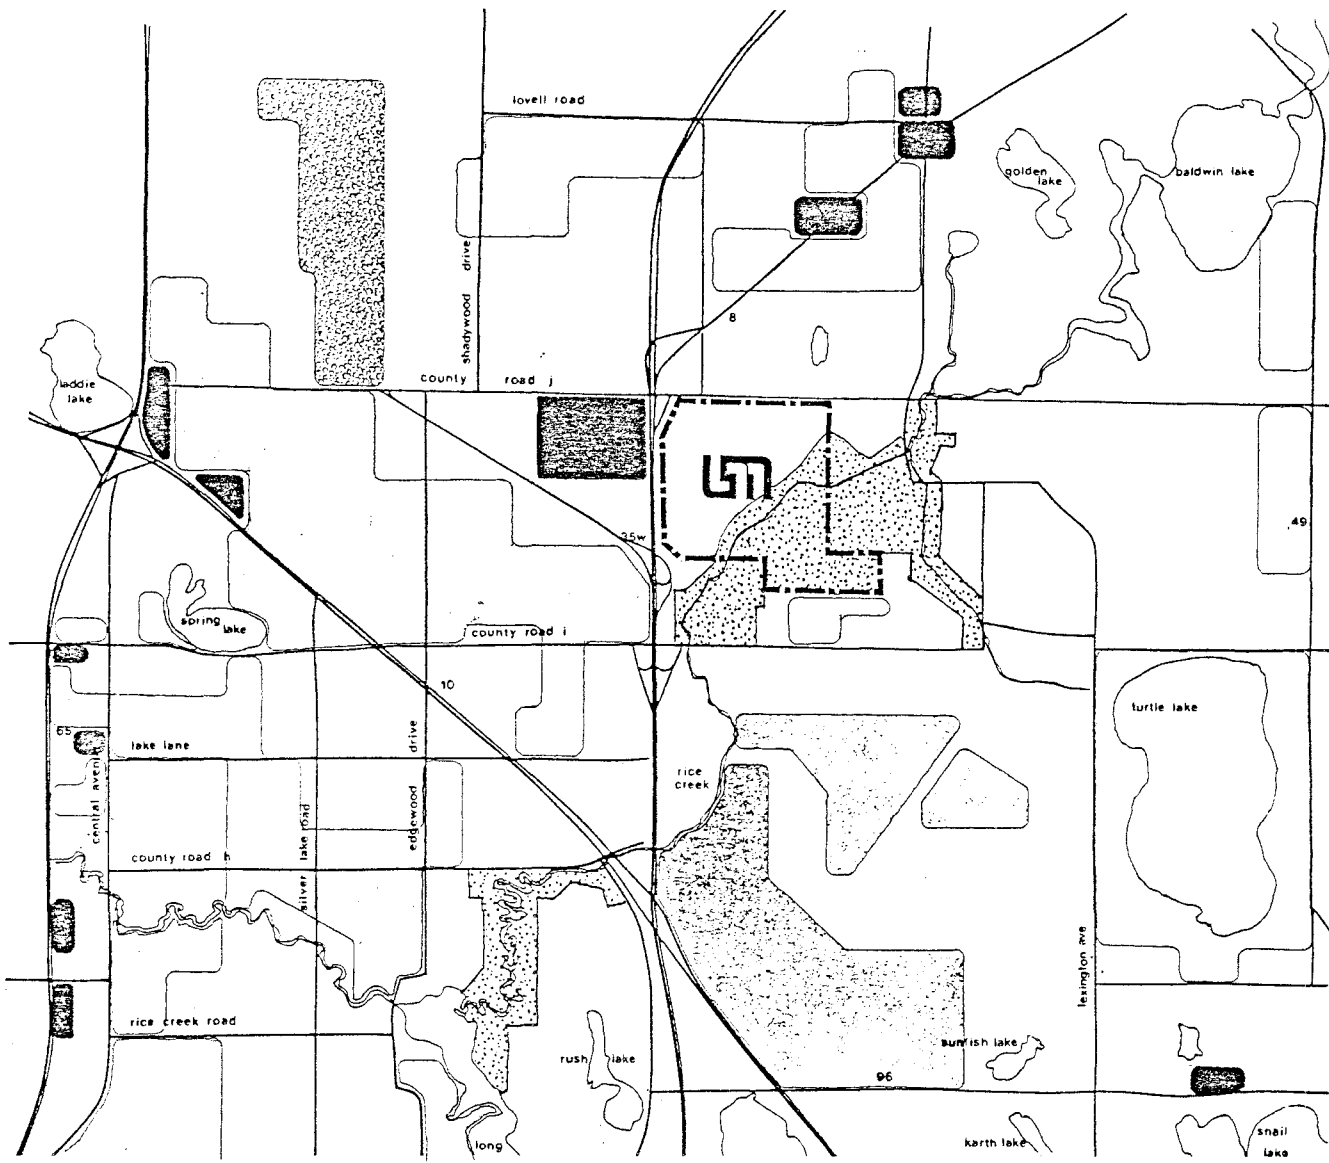 lovell road
golden
lake
baldwin lake
shadywood drive
8
county road j
laddie
lake
35w
49
spring
lake
county road i
10
turtle lake
65
lake lane
edgewood drive
rice
creek
central avenue
silver lake road
county road h
lexington ave
rice creek road
rush lake
sunfish lake
96
long
karth lake
snail
lake